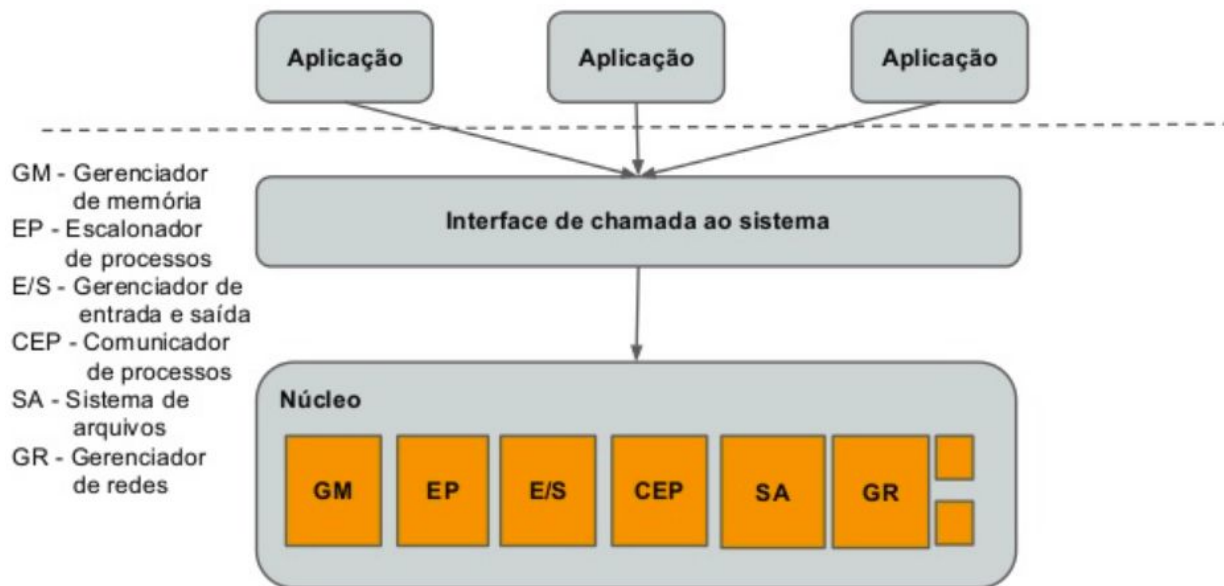 Aplicação
Aplicação
Aplicação
GM - Gerenciador
de memória
EP - Escalonador
de processos
E/S - Gerenciador de
entrada e saída
CEP - Comunicador
de processos
SA - Sistema de
arquivos
GR - Gerenciador
de redes
Interface de chamada ao sistema
Núcleo
GM
EP
E/S
CEP
SA
GR